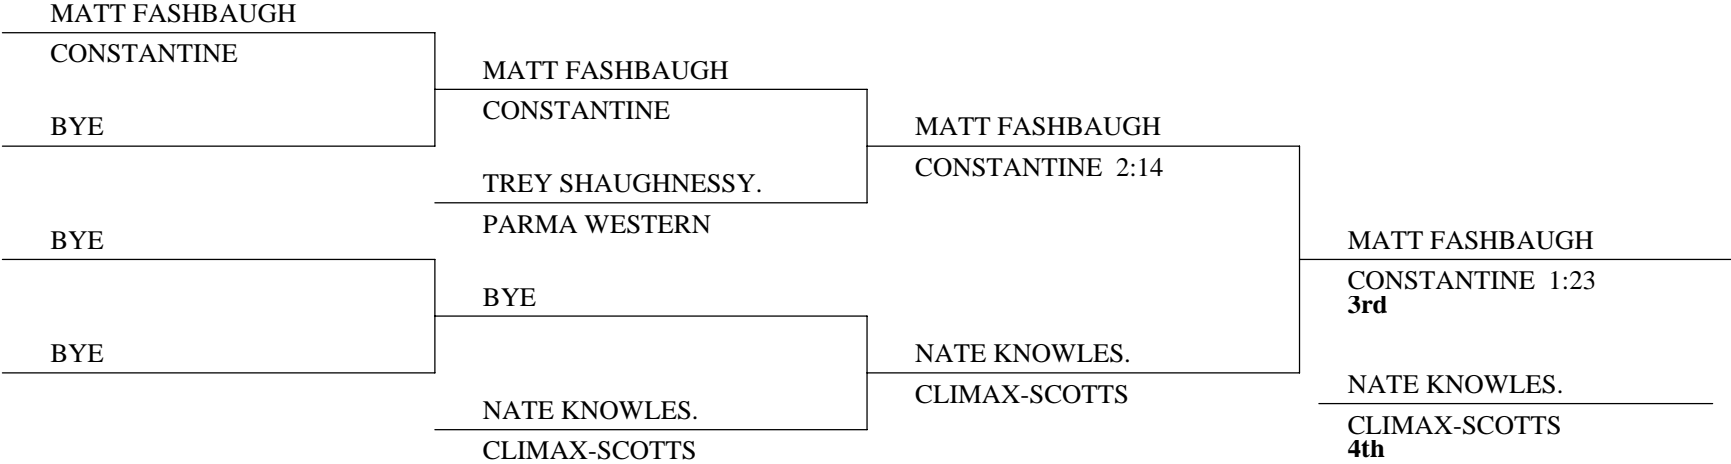 MATT FASHBAUGH
CONSTANTINE
BYE
BYE
BYE
MATT FASHBAUGH
CONSTANTINE
TREY SHAUGHNESSY.
PARMA WESTERN
BYE
NATE KNOWLES.
CLIMAX-SCOTTS
MATT FASHBAUGH
CONSTANTINE 2:14
NATE KNOWLES.
CLIMAX-SCOTTS
MATT FASHBAUGH
CONSTANTINE 1:23
3rd
NATE KNOWLES.
CLIMAX-SCOTTS
4th